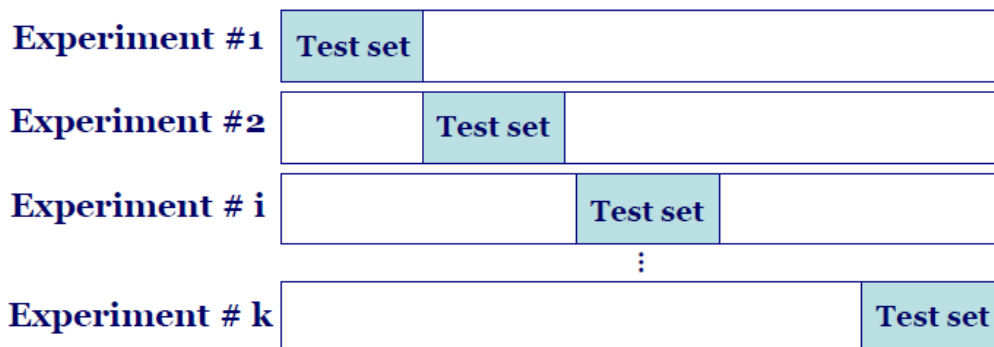 Experiment #1 Test set
Experiment #2 Test set
Experiment # i Test set
⋮
Experiment # k Test set